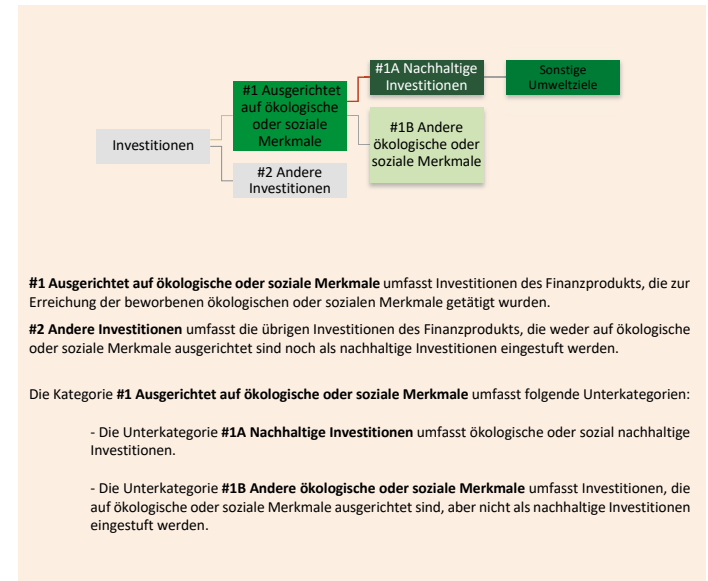 #1A Nachhaltige
Investitionen
Sonstige
Umweltziele
#1 Ausgerichtet
auf ökologische
oder soziale
Merkmale
#1B Andere
ökologische oder
soziale Merkmale
Investitionen
#2 Andere
Investitionen
#1 Ausgerichtet auf ökologische oder soziale Merkmale umfasst Investitionen des Finanzprodukts, die zur
Erreichung der beworbenen ökologischen oder sozialen Merkmale getätigt wurden.
#2 Andere Investitionen umfasst die übrigen Investitionen des Finanzprodukts, die weder auf ökologische
oder soziale Merkmale ausgerichtet sind noch als nachhaltige Investitionen eingestuft werden.
Die Kategorie #1 Ausgerichtet auf ökologische oder soziale Merkmale umfasst folgende Unterkategorien:
- Die Unterkategorie #1A Nachhaltige Investitionen umfasst ökologische oder sozial nachhaltige
Investitionen.
- Die Unterkategorie #1B Andere ökologische oder soziale Merkmale umfasst Investitionen, die
auf ökologische oder soziale Merkmale ausgerichtet sind, aber nicht als nachhaltige Investitionen
eingestuft werden.